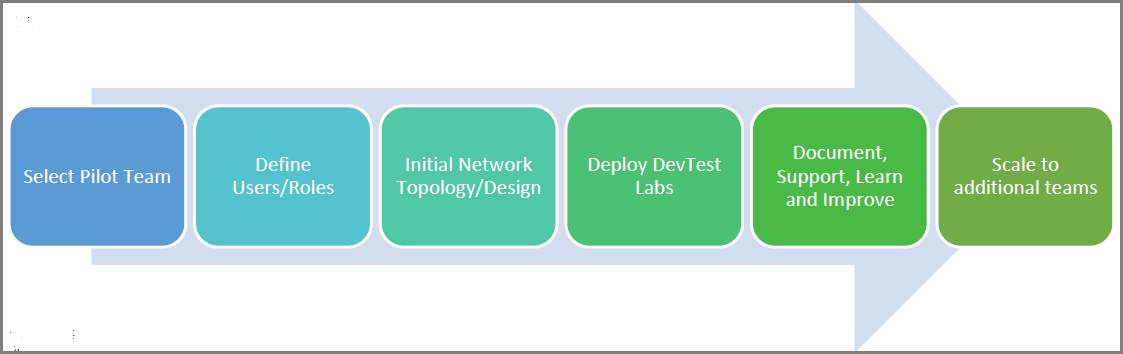 Select Pilot Team
Define
Users/Roles
Initial Network
Topology/Design
Deploy DevTest
Labs
Document,
Support, Learn
and Improve
Scale to
additional teams